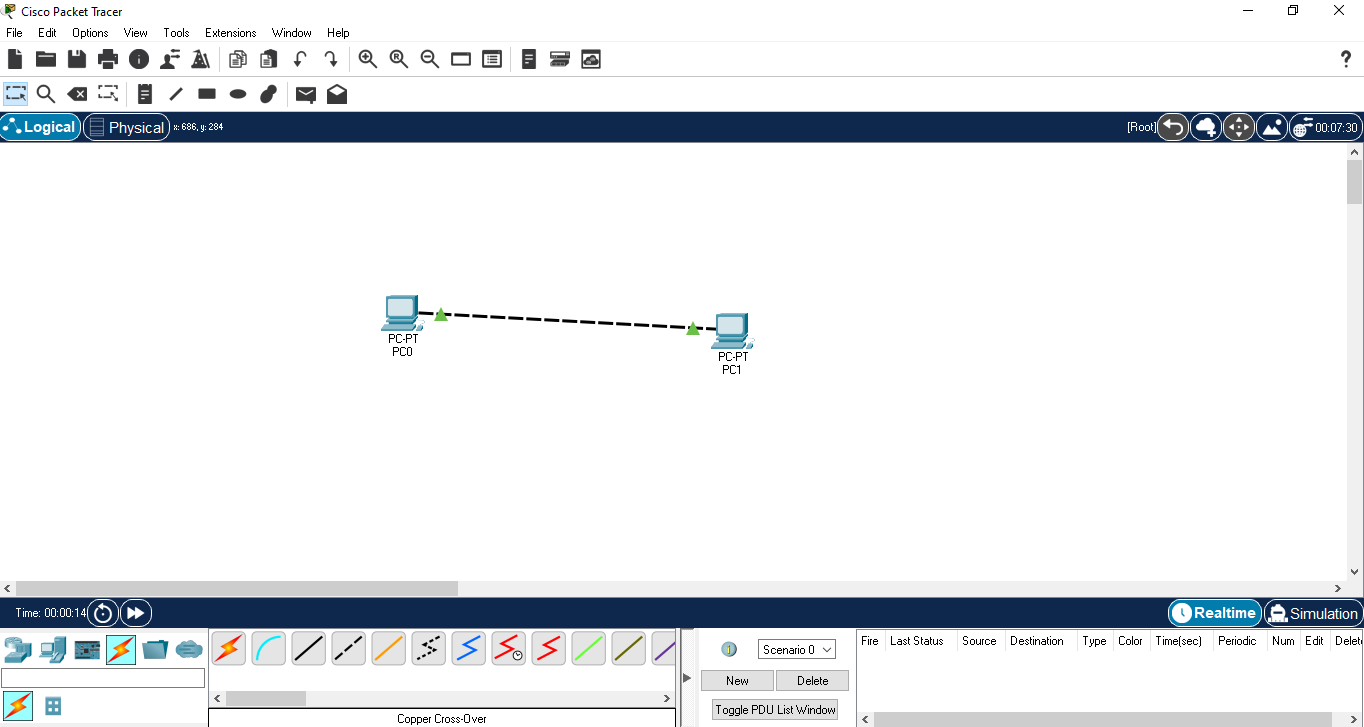 Cisco Packet Tracer
File Edit Options View Tools Extensions Window Help
Logical Physical x: 686, y: 284 [Root] 00:07:30
PC-PT
PC0
PC-PT
PC1
Time: 00:00:14 Realtime Simulation
Scenario 0
New Delete
Toggle PDU List Window
Fire Last Status Source Destination Type Color Time(sec) Periodic Num Edit Delet
Copper Cross-Over